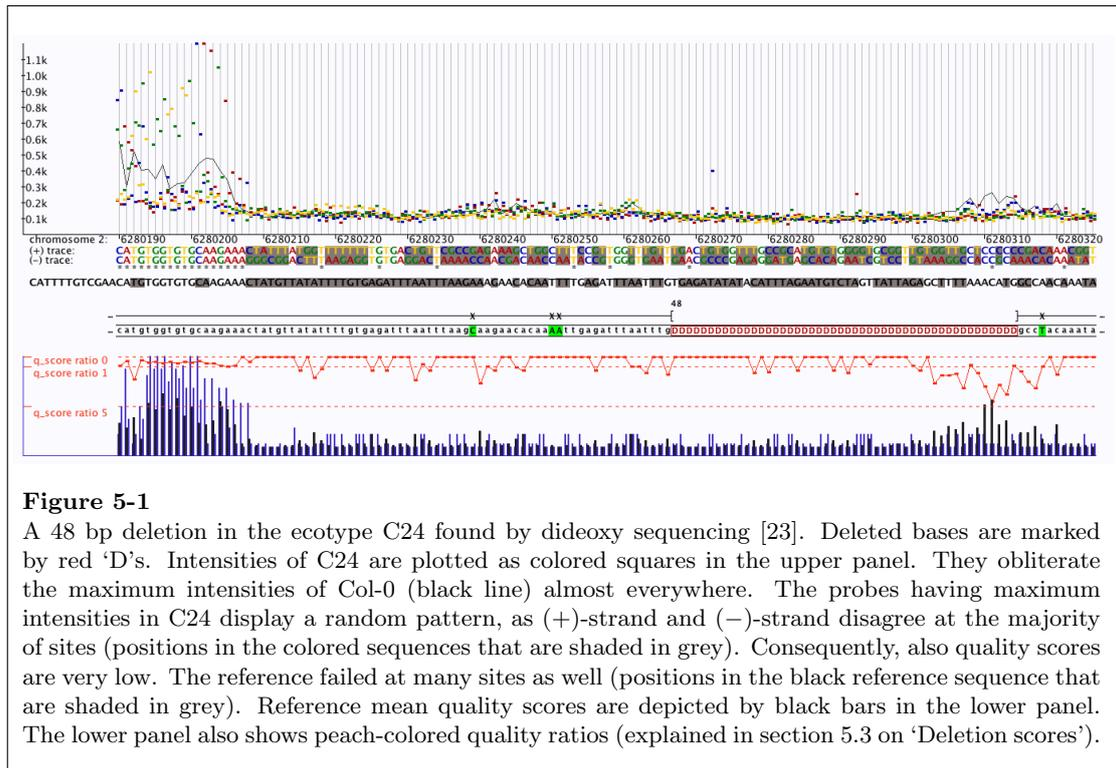 1.1k
1.0k
0.9k
0.8k
0.7k
0.6k
0.5k
0.4k
0.3k
0.2k
0.1k
chromosome 2: 6280190 6280200 6280210 6280220 6280230 6280240 6280250 6280260 6280270 6280280 6280290 6280300 6280310 6280320
(+) trace:
(−) trace:
CATTTTGTCGAACATGTGGTGTGCAAGAAACTATGTTATATTTTGTGAGATTTAATTTAAGAAAGAACACAATTTTGAGATTTAATTTGTGAGATATATACATTTAGAATGTCTAGTTATTAGAGCTTTTAAACATGGCCAACAAATA
48
X XX X
catgtggtgtgcaagaaactatgttatattttgtgagatttaatttaagCaagaacacaaAAttgagatttaatttgDDDDDDDDDDDDDDDDDDDDDDDDDDDDDDDDDDDDDDDDDDDDDDDDgccTacaaata
q_score ratio 0
q_score ratio 1
q_score ratio 5
Figure 5-1
A 48 bp deletion in the ecotype C24 found by dideoxy sequencing [23]. Deleted bases are marked
by red ‘D’s. Intensities of C24 are plotted as colored squares in the upper panel. They obliterate
the maximum intensities of Col-0 (black line) almost everywhere. The probes having maximum
intensities in C24 display a random pattern, as (+)-strand and (−)-strand disagree at the majority
of sites (positions in the colored sequences that are shaded in grey). Consequently, also quality scores
are very low. The reference failed at many sites as well (positions in the black reference sequence that
are shaded in grey). Reference mean quality scores are depicted by black bars in the lower panel.
The lower panel also shows peach-colored quality ratios (explained in section 5.3 on ‘Deletion scores’).